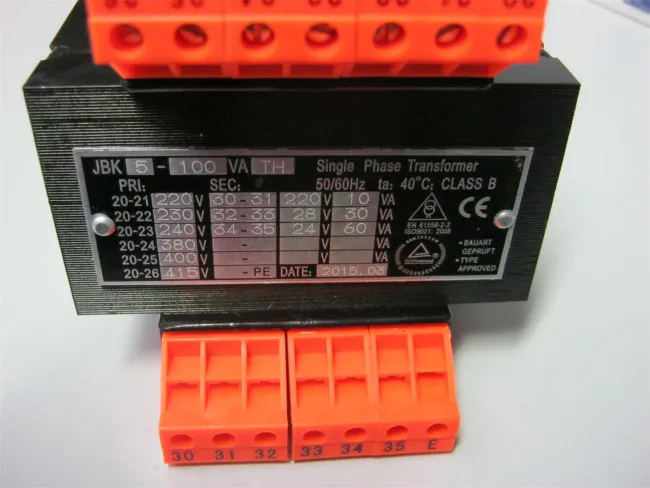 JBK 5 - 100 VA TH Single Phase Transformer
PRI: SEC: 50/60Hz ta: 40°C; CLASS B
20-21 220 V 30-31 220 V 10 VA
20-22 230 V 32-33 28 V 30 VA
20-23 240 V 34-35 24 V 60 VA
20-24 380 V - V VA
20-25 400 V - V VA
20-26 415 V - PE DATE: 2015.03
EN 61558-2-2
ISO9001: 2008
CE
• BAUART
GEPRUFT
• TYPE
APPROVED
30 31 32 33 34 35 E